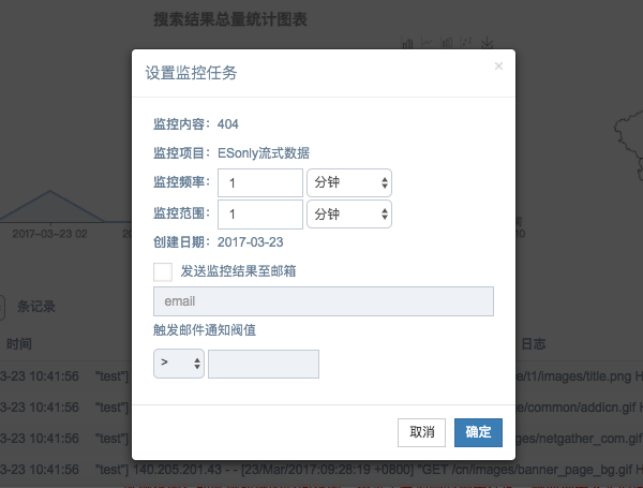 搜索结果总量统计图表
设置监控任务 ×
监控内容：404
监控项目：ESonly流式数据
监控频率： 1 分钟
监控范围： 1 分钟
2017-03-23 02
创建日期：2017-03-23
发送监控结果至邮箱
email
条记录
触发邮件通知阀值
时间 日志
>
3-23 10:41:56 "test"] e/t1/images/title.png H
3-23 10:41:56 "test"] e/common/addicn.gif H
取消 确定
3-23 10:41:56 "test"] ges/netgather_com.gif
3-23 10:41:56 "test"] 140.205.201.43 - - [23/Mar/2017:09:28:19 +0800] "GET /cn/images/banner_page_bg.gif H